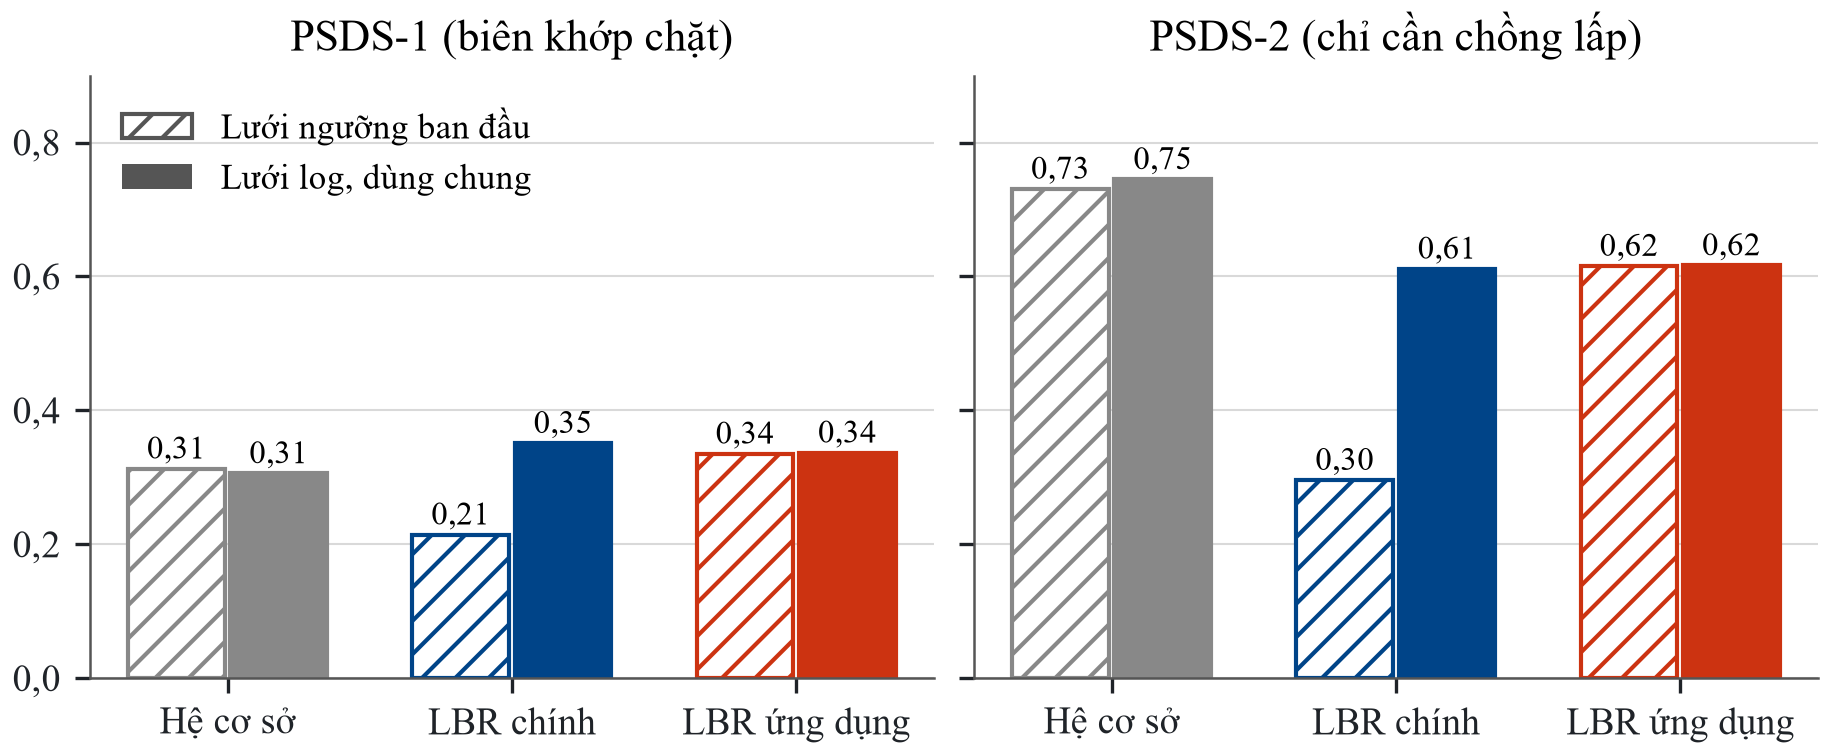 PSDS-1 (biên khớp chặt)
Lưới ngưỡng ban đầu
Lưới log, dùng chung
0,8
0,6
0,4
0,2
0,0
0,31
0,31
0,21
0,35
0,34
0,34
Hệ cơ sở
LBR chính
LBR ứng dụng
PSDS-2 (chỉ cần chồng lấp)
0,73
0,75
0,30
0,61
0,62
0,62
Hệ cơ sở
LBR chính
LBR ứng dụng